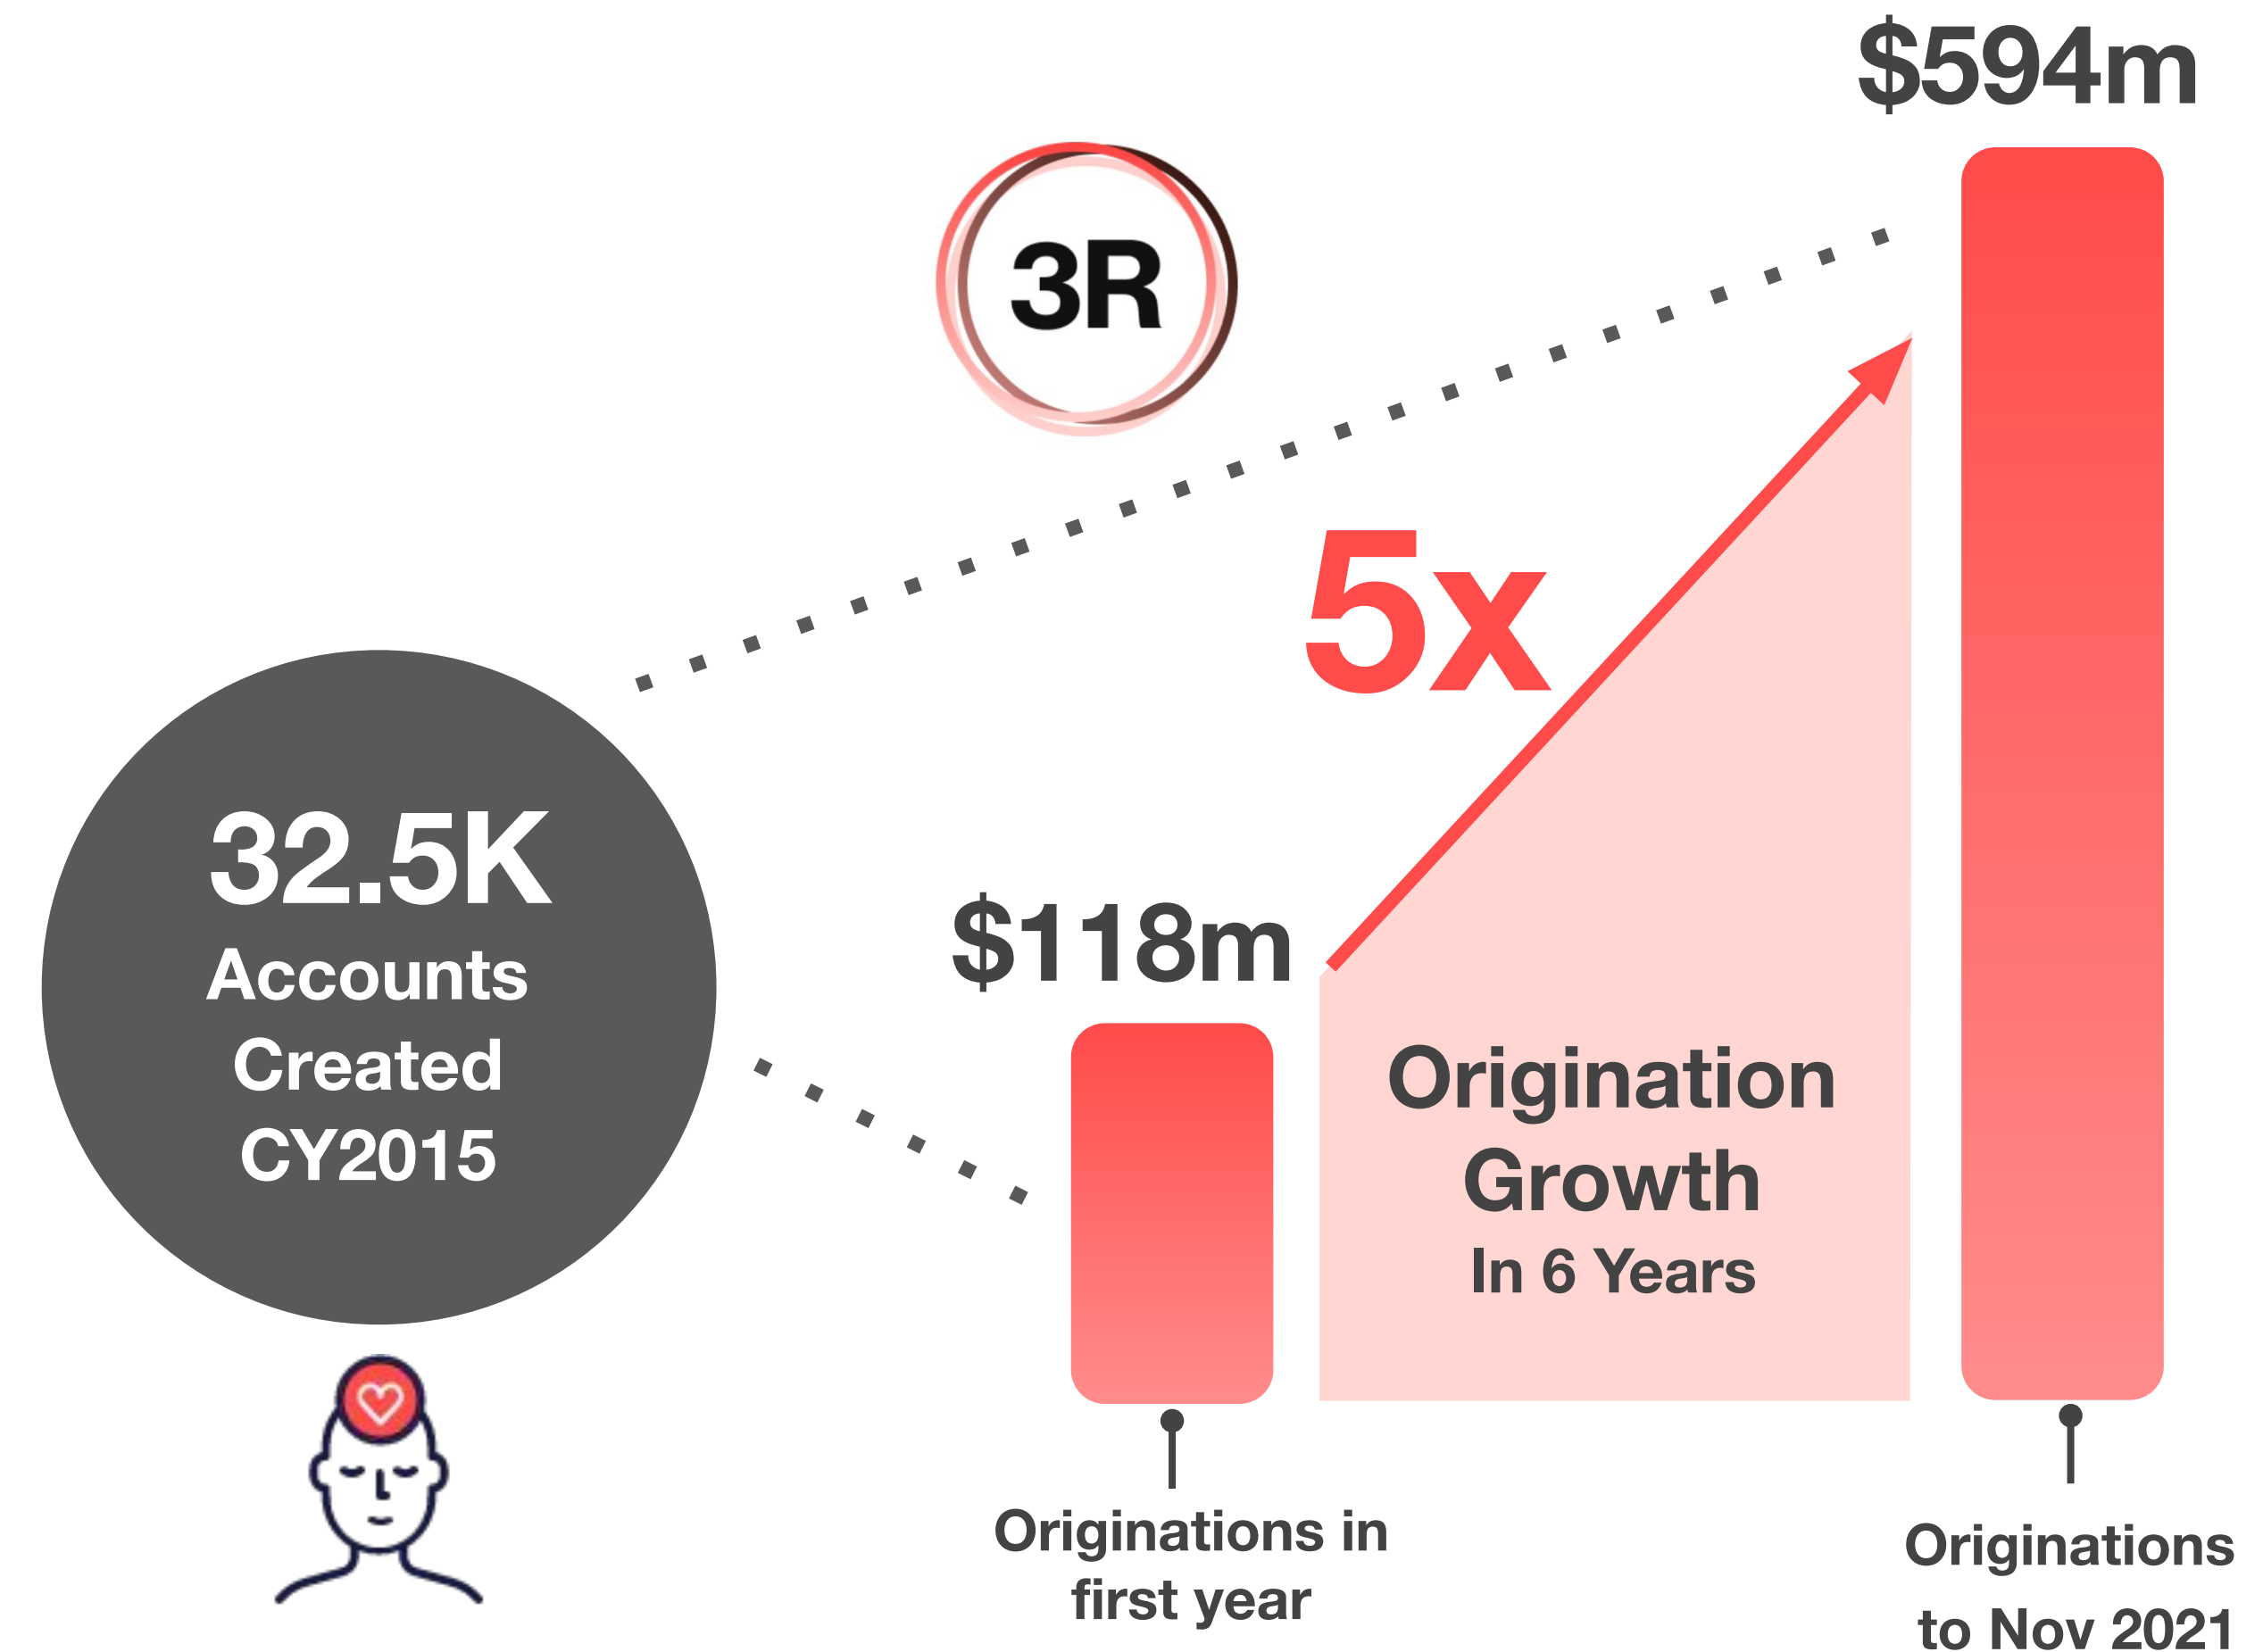 $594m
3R
5x
32.5K
Accounts
Created
CY2015
$118m
Origination
Growth
In 6 Years
Originations in
first year
Originations
to Nov 2021